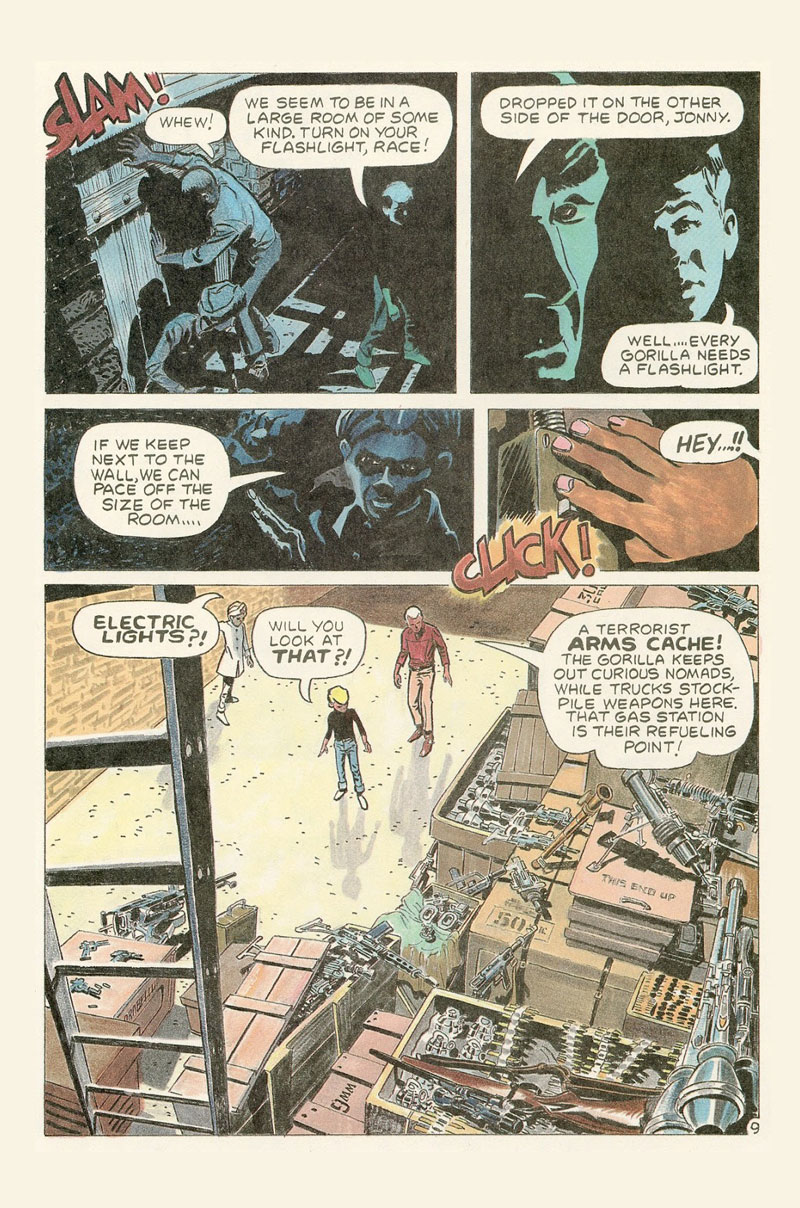 SLAM!
WHEW!
WE SEEM TO BE IN A
LARGE ROOM OF SOME
KIND. TURN ON YOUR
FLASHLIGHT, RACE!
DROPPED IT ON THE OTHER
SIDE OF THE DOOR, JONNY.
WELL....EVERY
GORILLA NEEDS
A FLASHLIGHT.
IF WE KEEP
NEXT TO THE
WALL, WE CAN
PACE OFF THE
SIZE OF THE
ROOM....
HEY...!!
CLICK!
ELECTRIC
LIGHTS?!
WILL YOU
LOOK AT
THAT?!
A TERRORIST
ARMS CACHE!
THE GORILLA KEEPS
OUT CURIOUS NOMADS,
WHILE TRUCKS STOCK-
PILE WEAPONS HERE.
THAT GAS STATION
IS THEIR REFUELING
POINT!
THIS END UP
50
WWG
9